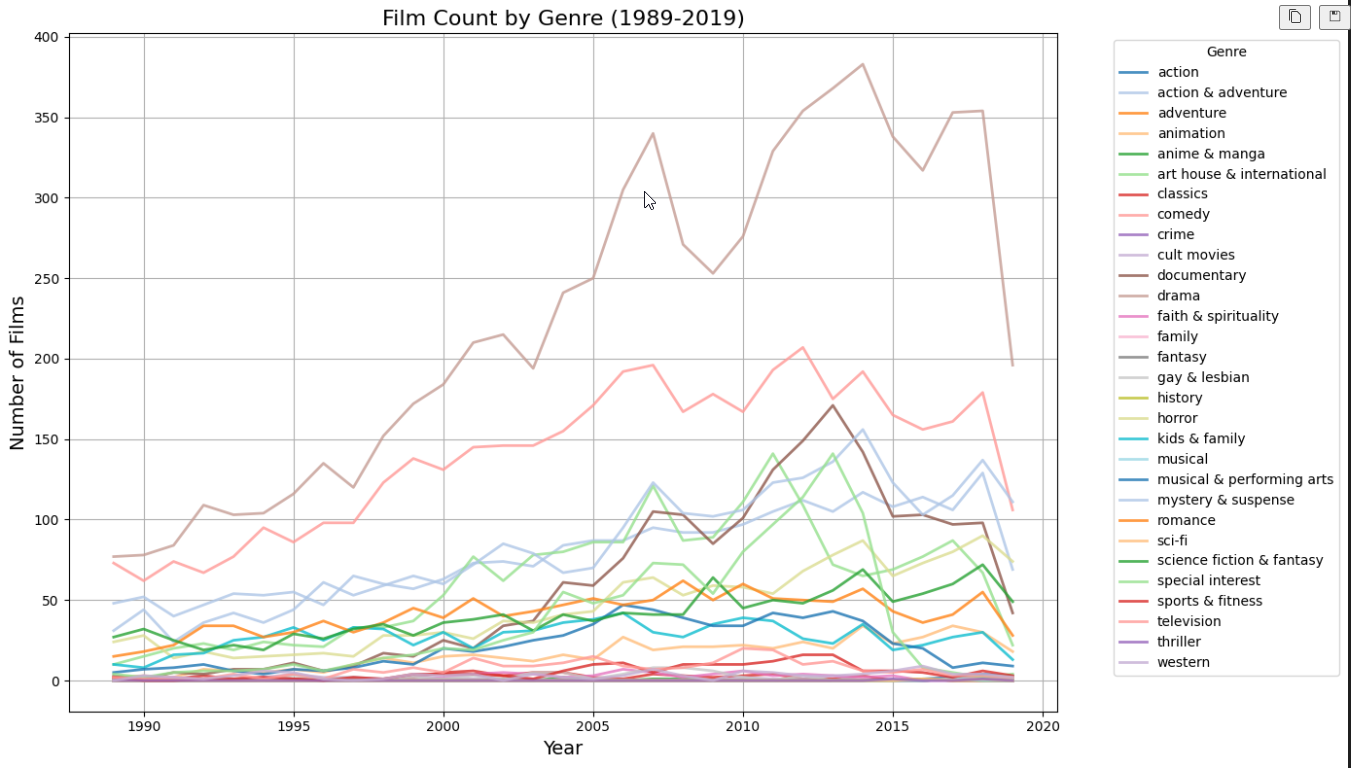 Film Count by Genre (1989-2019)
400
350
300
250
200
150
100
50
0
Number of Films
1990
1995
2000
2005
2010
2015
2020
Year
Genre
action
action & adventure
adventure
animation
anime & manga
art house & international
classics
comedy
crime
cult movies
documentary
drama
faith & spirituality
family
fantasy
gay & lesbian
history
horror
kids & family
musical
musical & performing arts
mystery & suspense
romance
sci-fi
science fiction & fantasy
special interest
sports & fitness
television
thriller
western